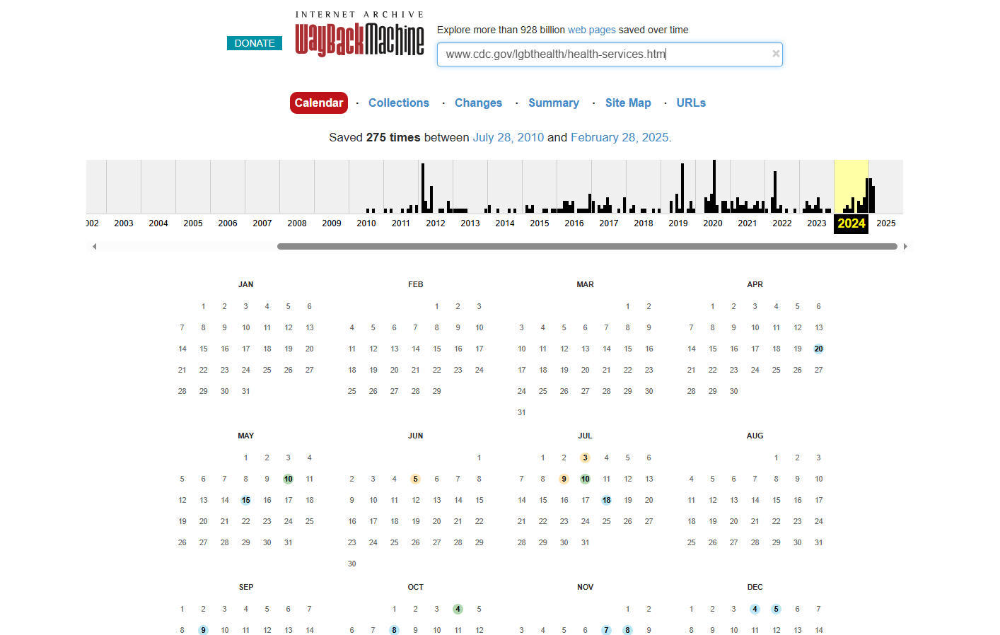 INTERNET ARCHIVE
DONATE
WayBackMachine
Explore more than 928 billion web pages saved over time
www.cdc.gov/lgbthealth/health-services.htm ×
Calendar · Collections · Changes · Summary · Site Map · URLs
Saved 275 times between July 28, 2010 and February 28, 2025.
002 2003 2004 2005 2006 2007 2008 2009 2010 2011 2012 2013 2014 2015 2016 2017 2018 2019 2020 2021 2022 2023 2024 2025
JAN
1 2 3 4 5 6
7 8 9 10 11 12 13
14 15 16 17 18 19 20
21 22 23 24 25 26 27
28 29 30 31
FEB
1 2 3
4 5 6 7 8 9 10
11 12 13 14 15 16 17
18 19 20 21 22 23 24
25 26 27 28 29
MAR
1 2
3 4 5 6 7 8 9
10 11 12 13 14 15 16
17 18 19 20 21 22 23
24 25 26 27 28 29 30
31
APR
1 2 3 4 5 6
7 8 9 10 11 12 13
14 15 16 17 18 19 20
21 22 23 24 25 26 27
28 29 30
MAY
1 2 3 4
5 6 7 8 9 10 11
12 13 14 15 16 17 18
19 20 21 22 23 24 25
26 27 28 29 30 31
JUN
1
2 3 4 5 6 7 8
9 10 11 12 13 14 15
16 17 18 19 20 21 22
23 24 25 26 27 28 29
30
JUL
1 2 3 4 5 6
7 8 9 10 11 12 13
14 15 16 17 18 19 20
21 22 23 24 25 26 27
28 29 30 31
AUG
1 2 3
4 5 6 7 8 9 10
11 12 13 14 15 16 17
18 19 20 21 22 23 24
25 26 27 28 29 30 31
SEP
1 2 3 4 5 6 7
8 9 10 11 12 13 14
OCT
1 2 3 4 5
6 7 8 9 10 11 12
NOV
1 2
3 4 5 6 7 8 9
DEC
1 2 3 4 5 6 7
8 9 10 11 12 13 14